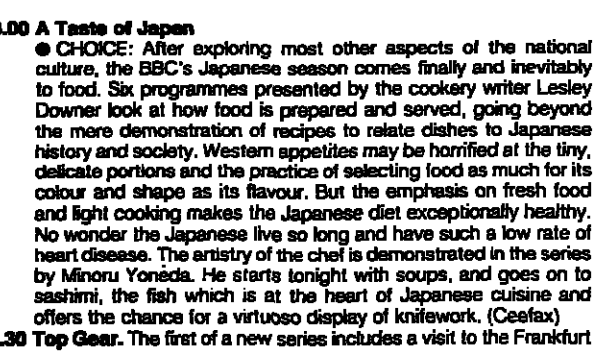 .00 A Taste of Japan
● CHOICE: After exploring most other aspects of the national
culture, the BBC's Japanese season comes finally and inevitably
to food. Six programmes presented by the cookery writer Lesley
Downer look at how food is prepared and served, going beyond
the mere demonstration of recipes to relate dishes to Japanese
history and society. Western appetites may be horrified at the tiny,
delicate portions and the practice of selecting food as much for its
colour and shape as its flavour. But the emphasis on fresh food
and light cooking makes the Japanese diet exceptionally healthy.
No wonder the Japanese live so long and have such a low rate of
heart disease. The artistry of the chef is demonstrated in the series
by Minoru Yoneda. He starts tonight with soups, and goes on to
sashimi, the fish which is at the heart of Japanese cuisine and
offers the chance for a virtuoso display of knifework. (Ceefax)
.30 Top Gear. The first of a new series includes a visit to the Frankfurt